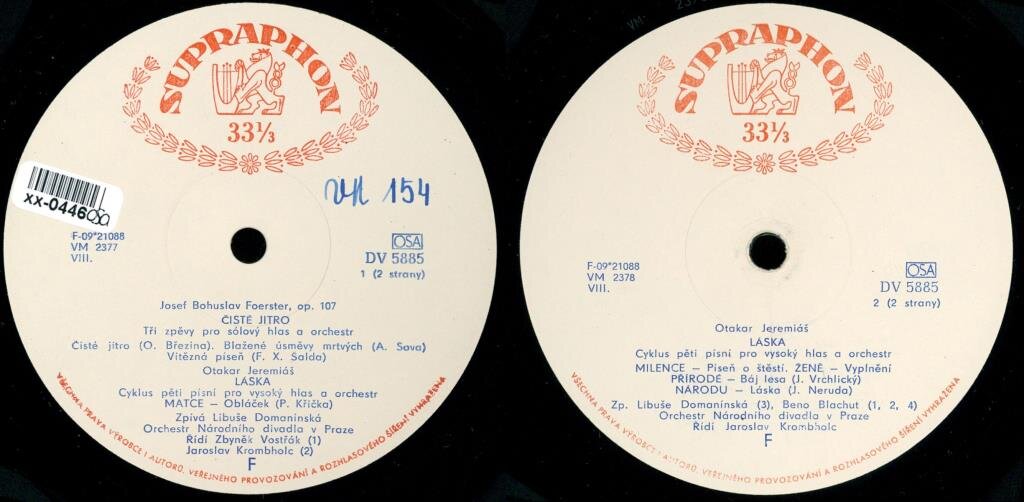 SUPRAPHON
33⅓
xx-0446
OSA
VM 154
F-09*21088
VM 2377
VIII.
OSA
DV 5885
1 (2 strany)
Josef Bohuslav Foerster, op. 107
ČISTÉ JITRO
Tři zpěvy pro sólový hlas a orchestr
Čisté jitro (O. Březina). Blažené úsměvy mrtvých (A. Sova)
Vítězná píseň (F. X. Šalda)
Otakar Jeremiáš
LÁSKA
Cyklus pěti písní pro vysoký hlas a orchestr
MATCE — Obláček (P. Křička)
Zpívá Libuše Domanínská
Orchestr Národního divadla v Praze
Řídí Zbyněk Vostřák (1)
Jaroslav Krombholc (2)
F
VŠECHNA PRÁVA VÝROBCE I AUTORŮ, VEŘEJNÉHO PROVOZOVÁNÍ A ROZHLASOVÉHO ŠÍŘENÍ VYHRAŽENA
VM
SUPRAPHON
33⅓
F-09*21088
VM 2378
VIII.
OSA
DV 5885
2 (2 strany)
Otakar Jeremiáš
LÁSKA
Cyklus pěti písní pro vysoký hlas a orchestr
MILENCE — Píseň o štěstí. ŽENĚ — Vyplnění
PŘÍRODĚ — Báj lesa (J. Vrchlický)
NÁRODU — Láska (J. Neruda)
Zp. Libuše Domanínská (3), Beno Blachut (1, 2, 4)
Orchestr Národního divadla v Praze
Řídí Jaroslav Krombholc
F
VŠECHNA PRÁVA VÝROBCE I AUTORŮ, VEŘEJNÉHO PROVOZOVÁNÍ A ROZHLASOVÉHO ŠÍŘENÍ VYHRAŽENA